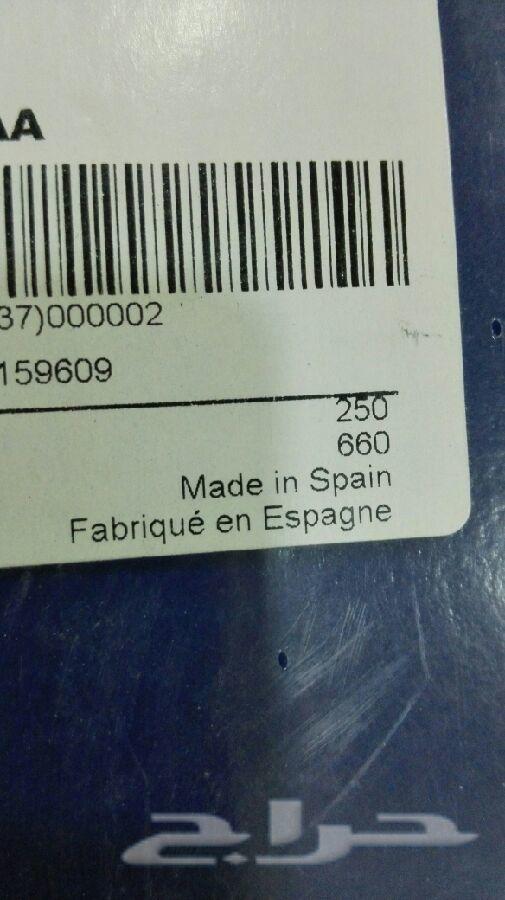 AA
37)000002
159609
250
660
Made in Spain
Fabriqué en Espagne
حراج